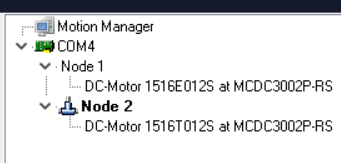 Motion Manager
COM4
Node 1
DC-Motor 1516E012S at MCDC3002P-RS
Node 2
DC-Motor 1516T012S at MCDC3002P-RS